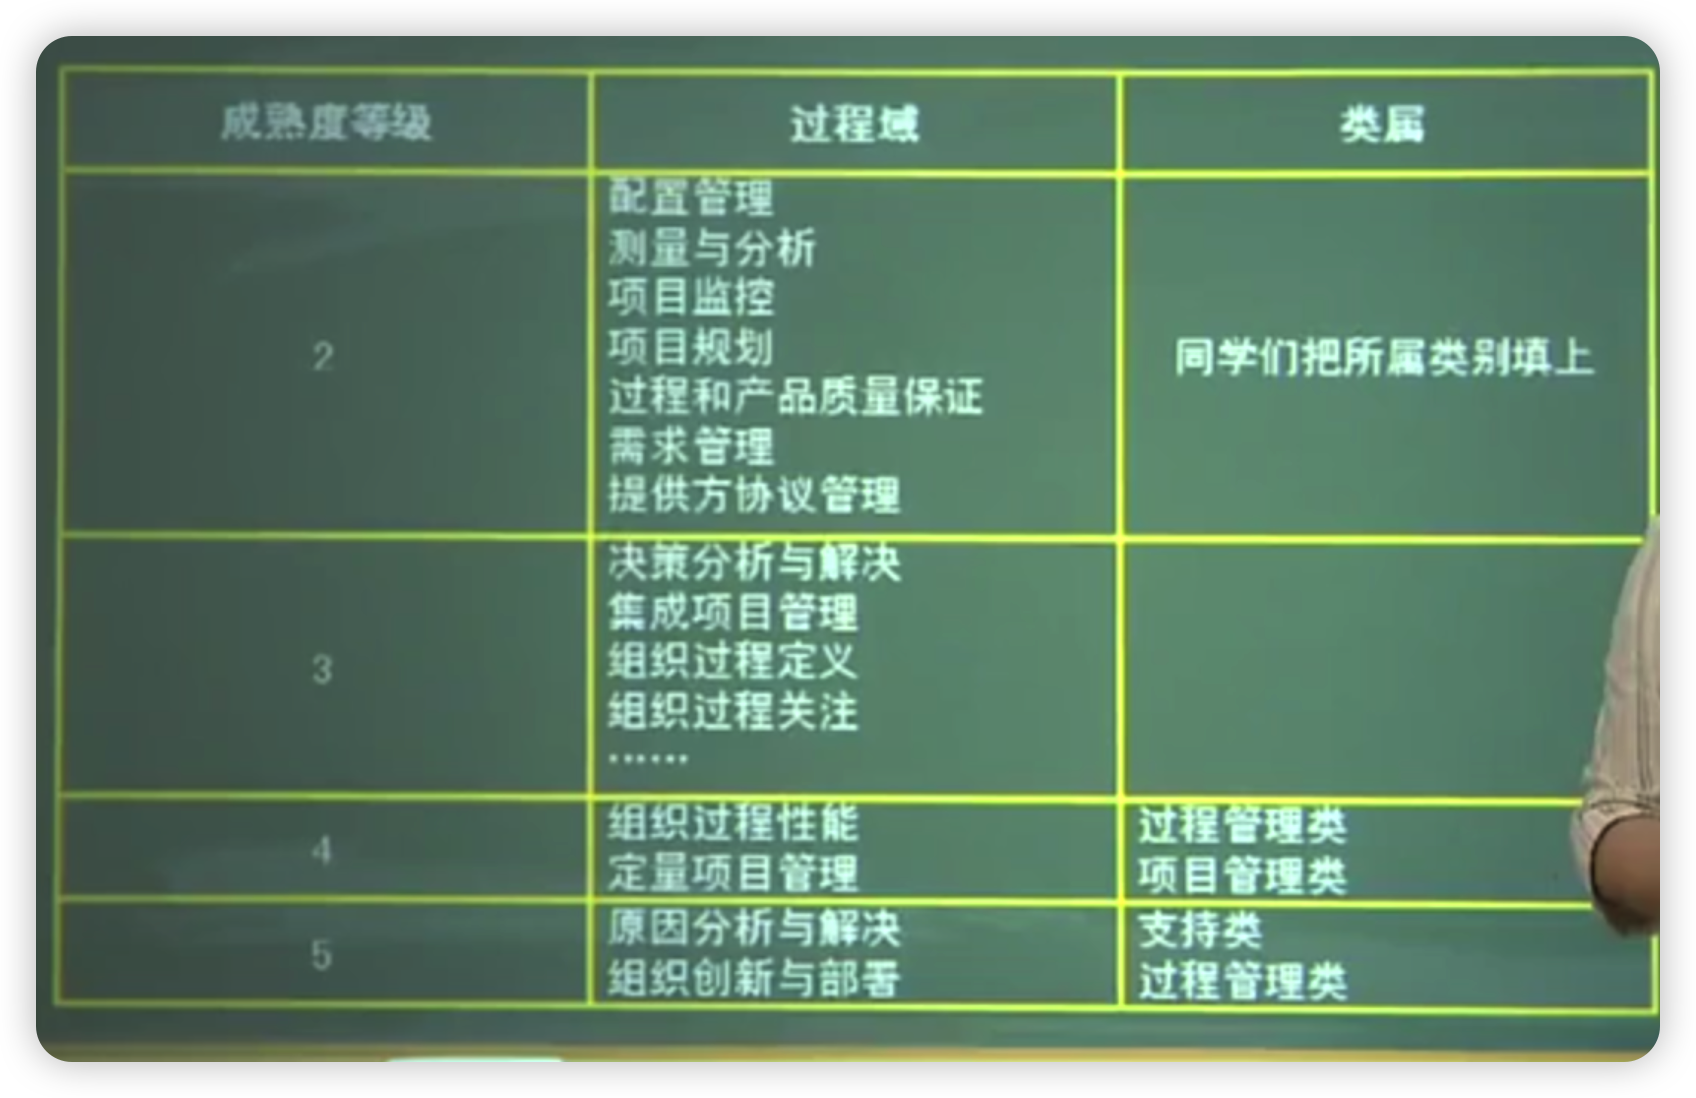 成熟度等级 过程域 类属
2
配置管理
测量与分析
项目监控
项目规划
过程和产品质量保证
需求管理
提供方协议管理
同学们把所属类别填上
3
决策分析与解决
集成项目管理
组织过程定义
组织过程关注
……
4
组织过程性能 过程管理类
定量项目管理 项目管理类
5
原因分析与解决 支持类
组织创新与部署 过程管理类